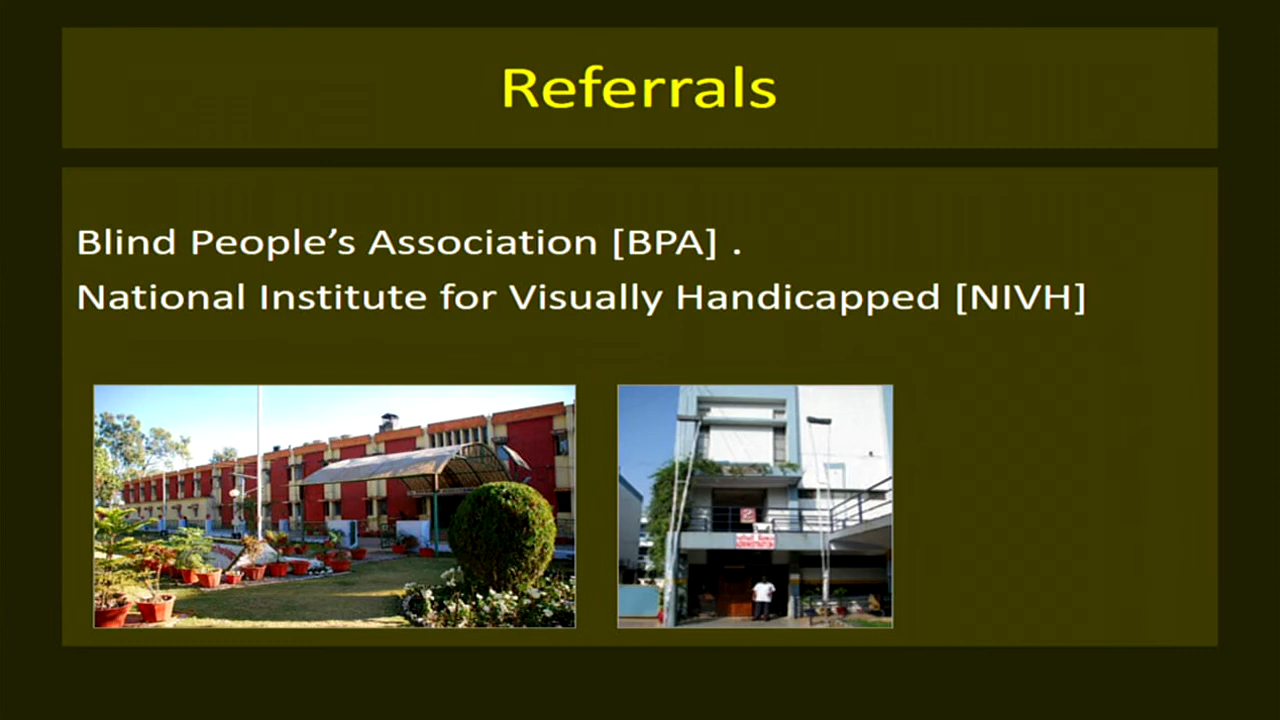 Referrals
Blind People’s Association [BPA] .
National Institute for Visually Handicapped [NIVH]